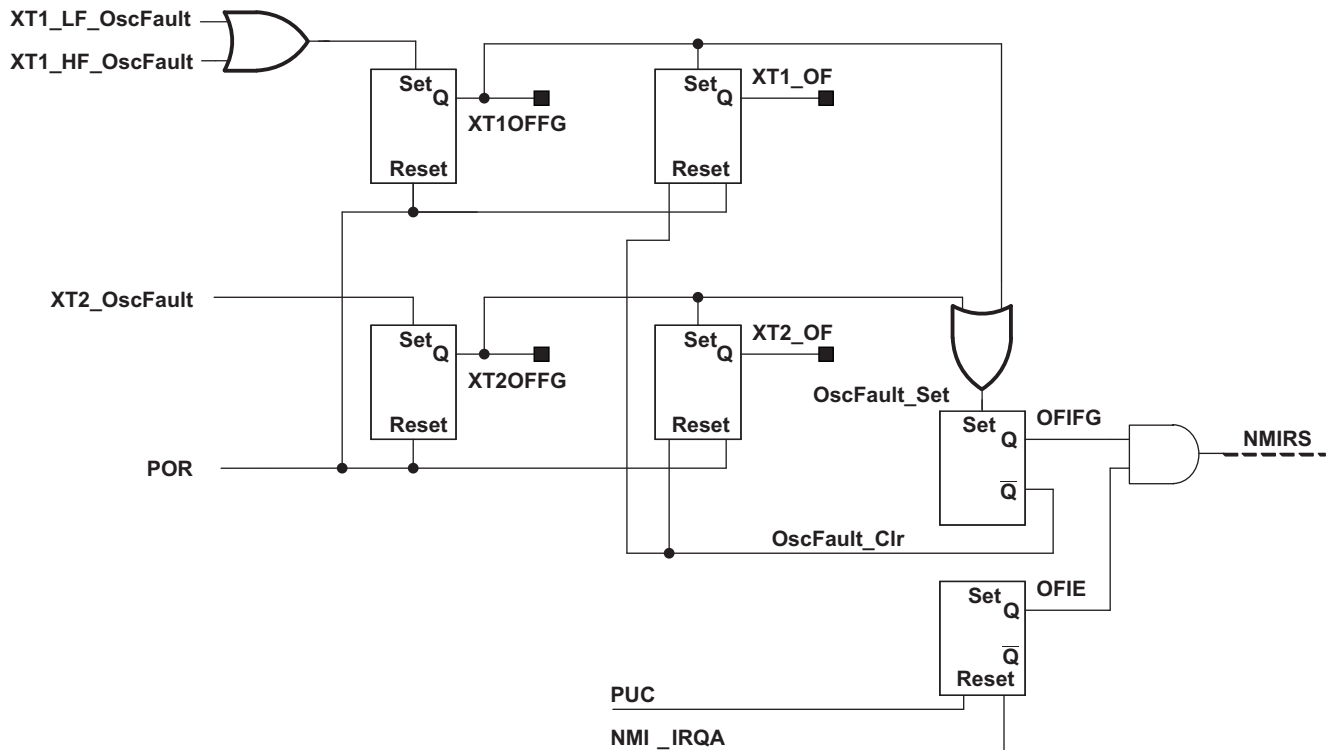 XT1_LF_OscFault
XT1_HF_OscFault
Set
Q
XT1OFFG
Reset
Set
Q
XT1_OF
Reset
XT2_OscFault
Set
Q
XT2OFFG
Reset
Set
Q
XT2_OF
Reset
POR
OscFault_Set
Set
Q
OFIFG
Q̅
NMIRS
OscFault_Clr
Set
Q
OFIE
Q̅
Reset
PUC
NMI _IRQA